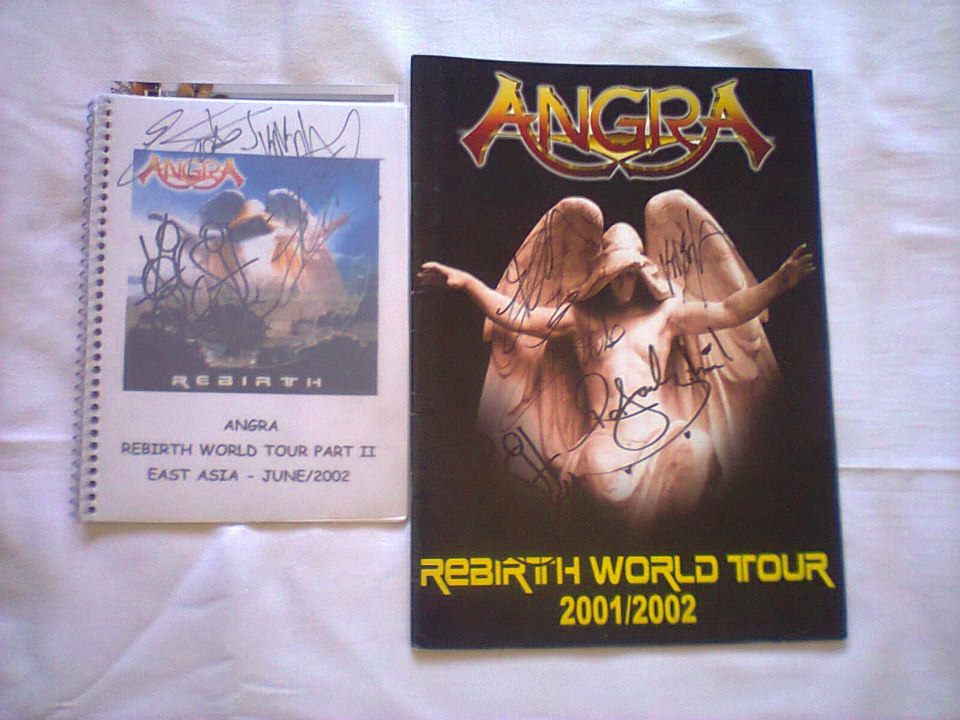 ANGRA
REBIRTH
ANGRA
REBIRTH WORLD TOUR PART II
EAST ASIA - JUNE/2002
ANGRA
REBIRTH WORLD TOUR
2001/2002